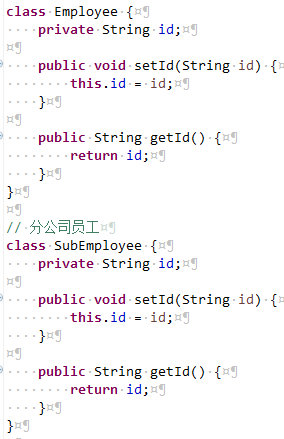 class Employee {
    private String id;

    public void setId(String id) {
        this.id = id;
    }

    public String getId() {
        return id;
    }
}

// 分公司员工
class SubEmployee {
    private String id;

    public void setId(String id) {
        this.id = id;
    }

    public String getId() {
        return id;
    }
}